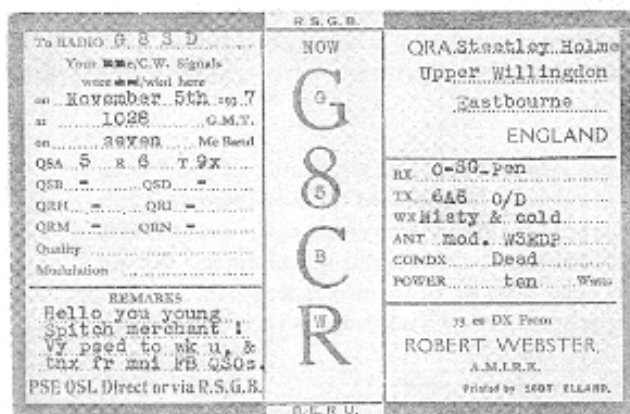 R.S.G.B.
To RADIO G 8 S D
Your /C.W. Signals
were /wkd here
on November 5th 193 7
at 1028 G.M.T.
on seven Mc Band
QSA 5 R 6 T 9x
QSB - QSD -
QRH - QRI -
QRM - QRN -
Quality
Modulation
REMARKS
Hello you young
Spitch merchant !
Vy psed to wk u, &
tnx fr mni FB QSOs.
PSE QSL Direct or via R.S.G.B.
NOW
G
G
8
5
C
B
R
W
B.E.R.U.
QRA. Steetley Holme
Upper Willingdon
Eastbourne
ENGLAND
RX O-SG-Pen
TX 6A6 O/D
WX Misty & cold
ANT mod. W3EDP
CONDX Dead
POWER ten Watts
73 es DX From
ROBERT WEBSTER,
A.M.I.R.E.
Printed by